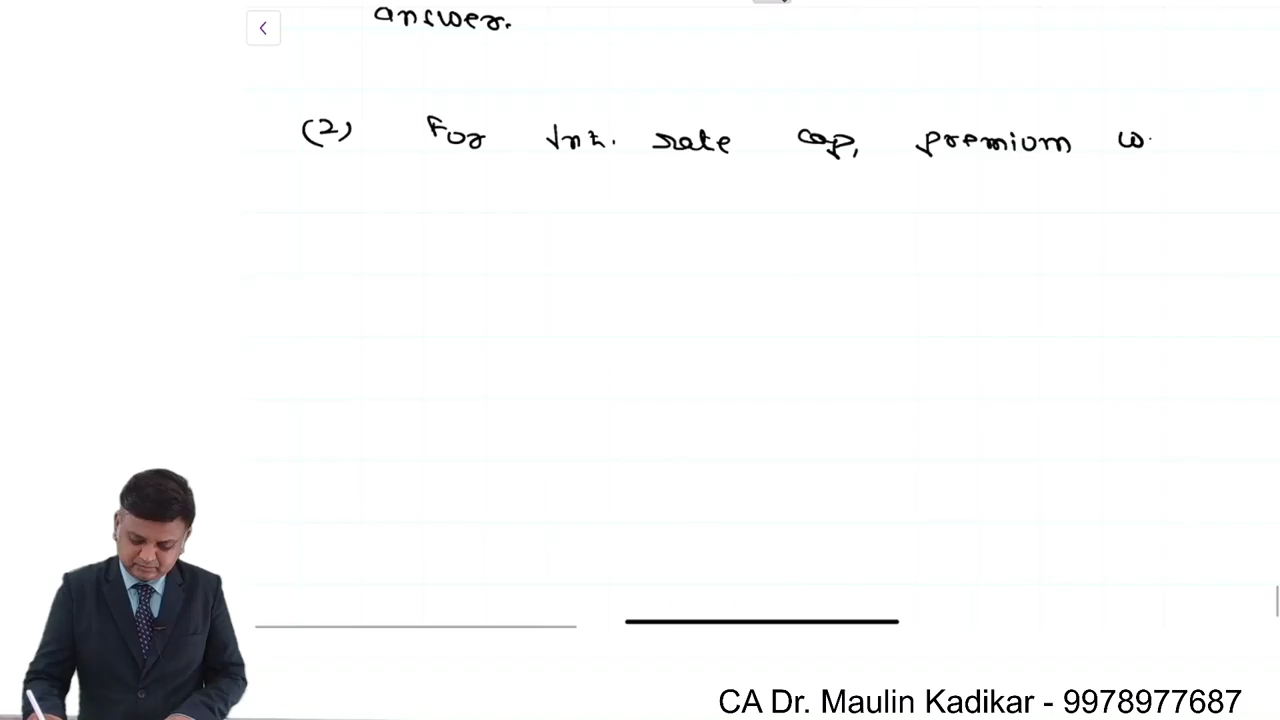 answer.
(2) For Int. rate cap, premium w
CA Dr. Maulin Kadikar - 9978977687